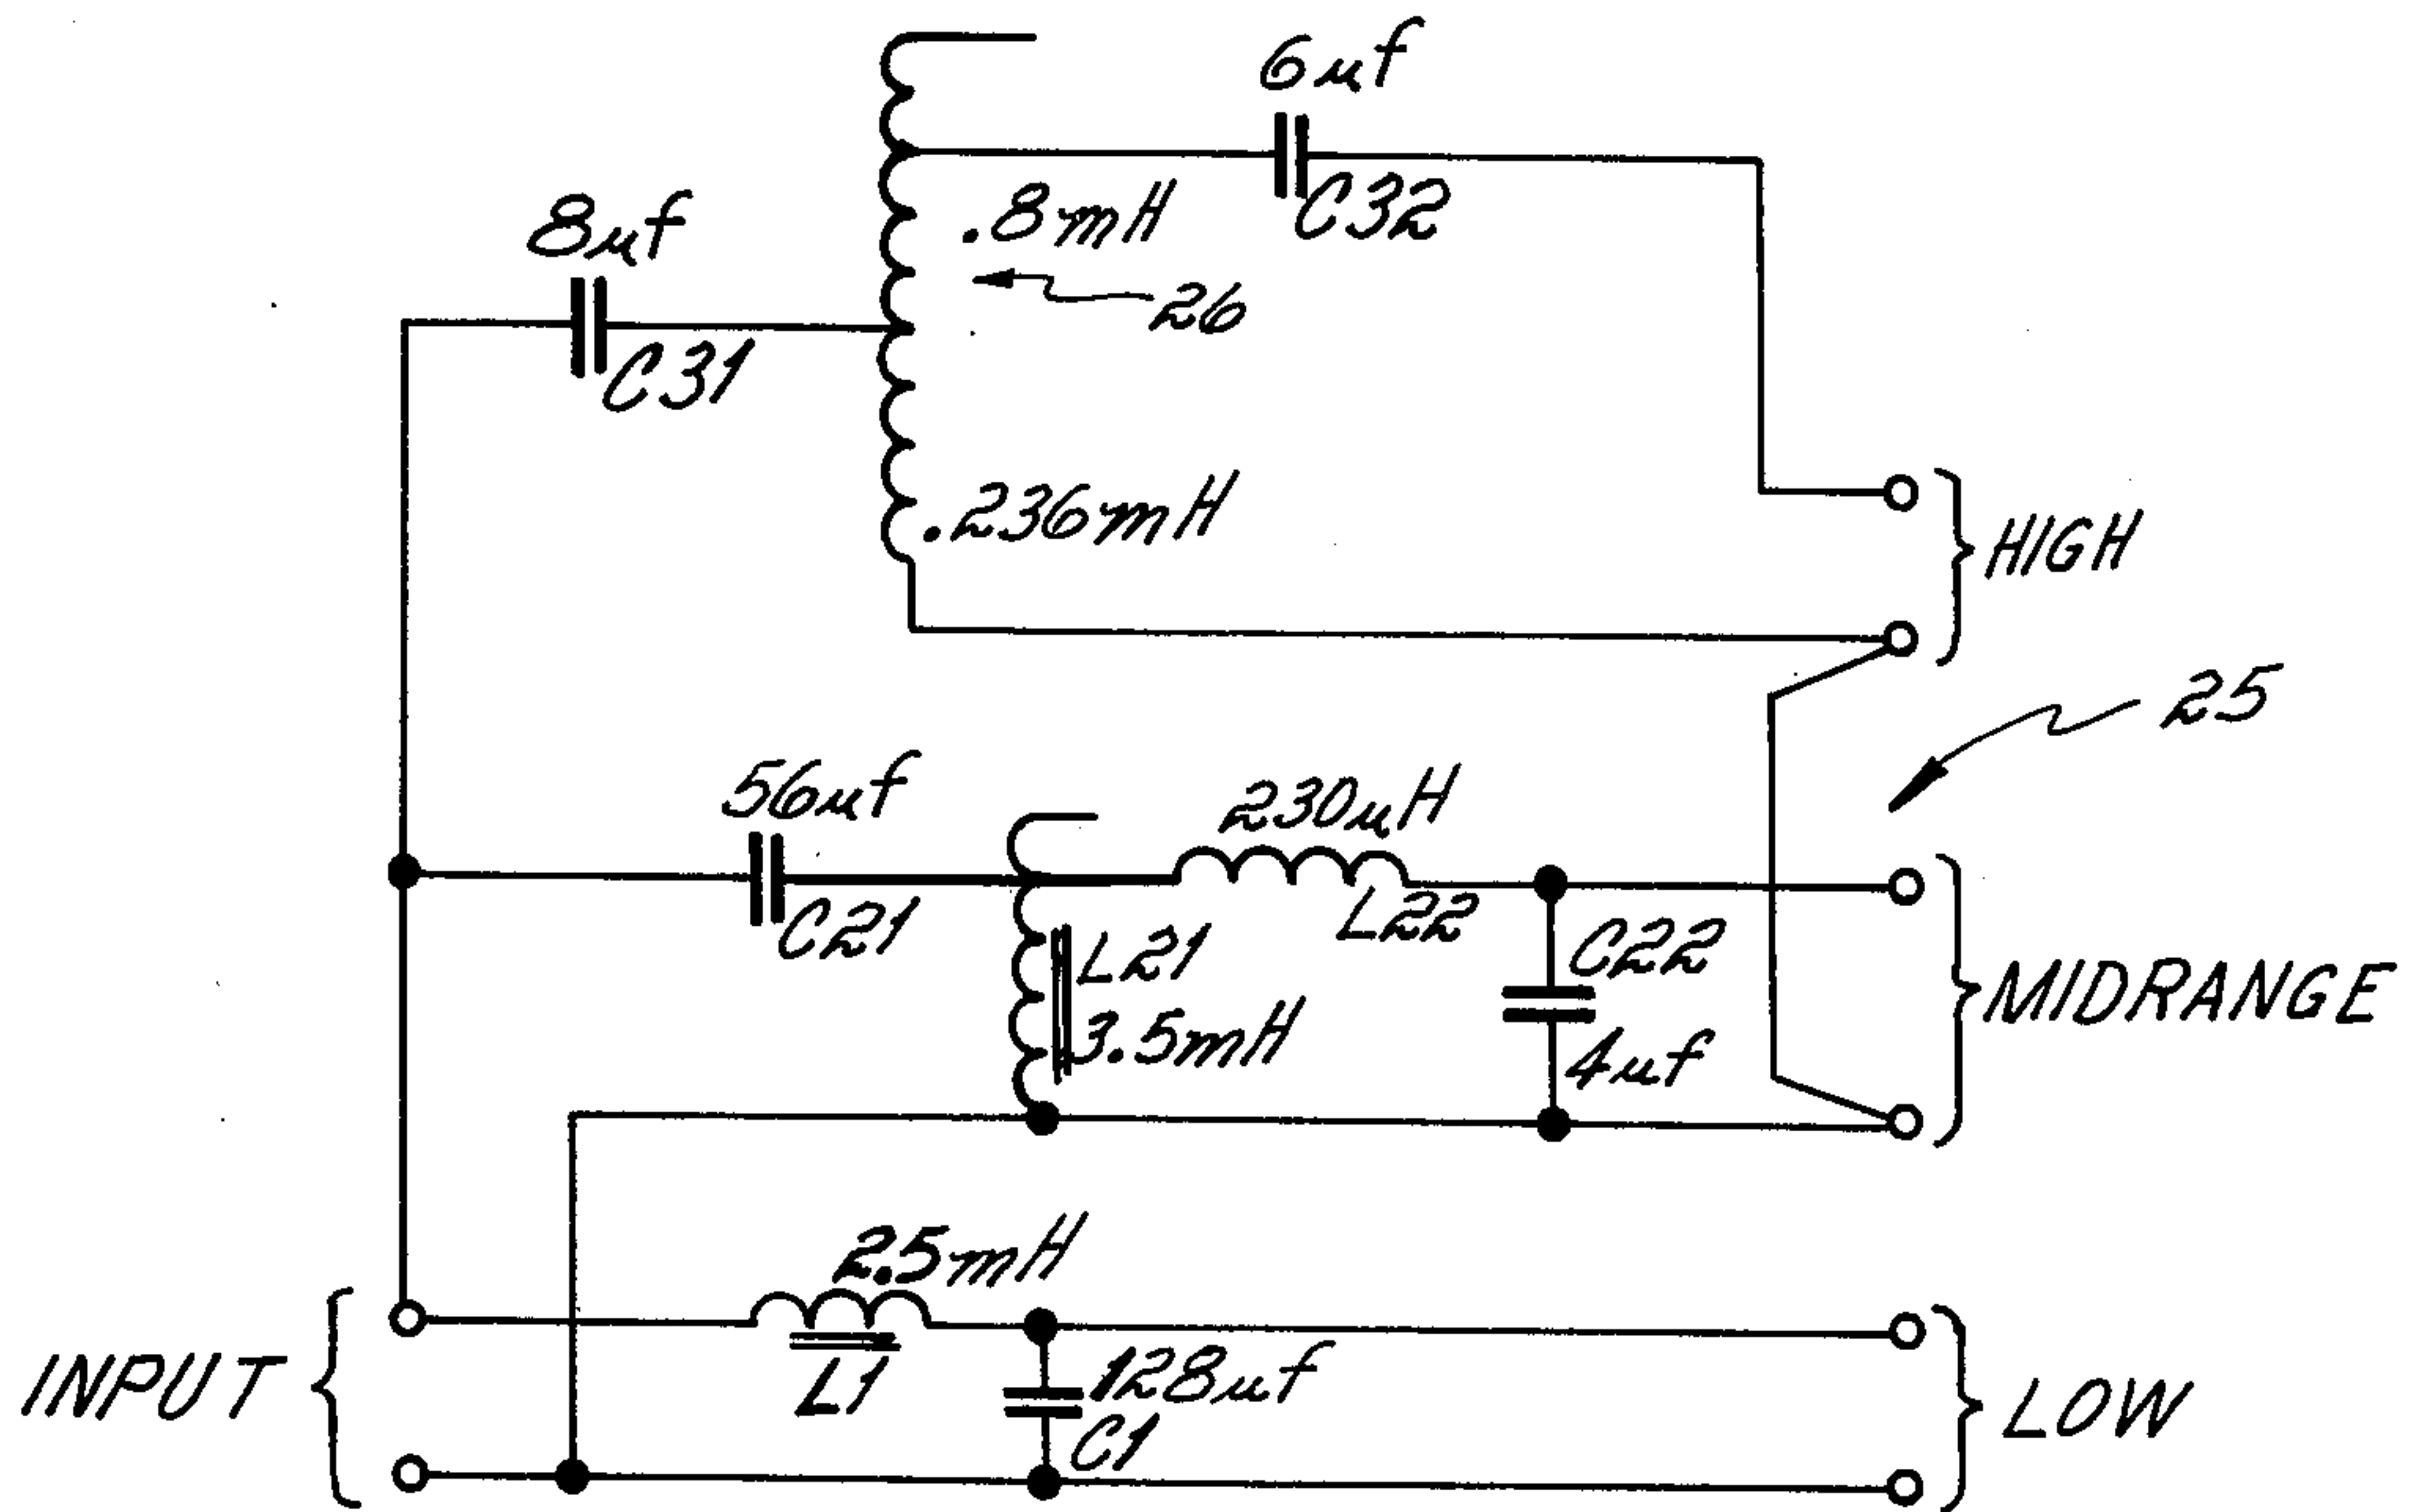 6µf
C32
8µf
C31
.8mH
26
.236mH
HIGH
25
56µf
C21
230µH
L22
L21
3.5mH
C22
4µf
MIDRANGE
2.5mH
L1
128µf
C1
INPUT
LOW